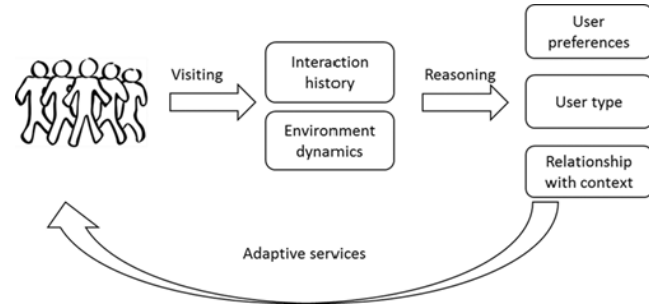 Visiting
Interaction
history
Environment
dynamics
Reasoning
User
preferences
User type
Relationship
with context
Adaptive services